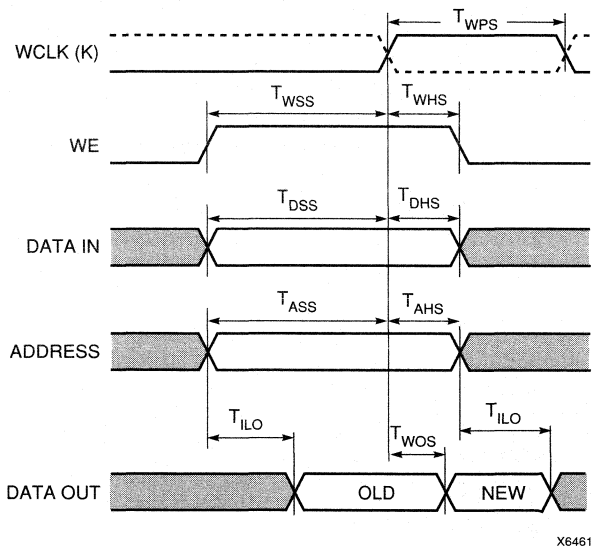 T_WPS
WCLK (K)
T_WSS T_WHS
WE
T_DSS T_DHS
DATA IN
T_ASS T_AHS
ADDRESS
T_ILO T_WOS T_ILO
DATA OUT OLD NEW
X6461